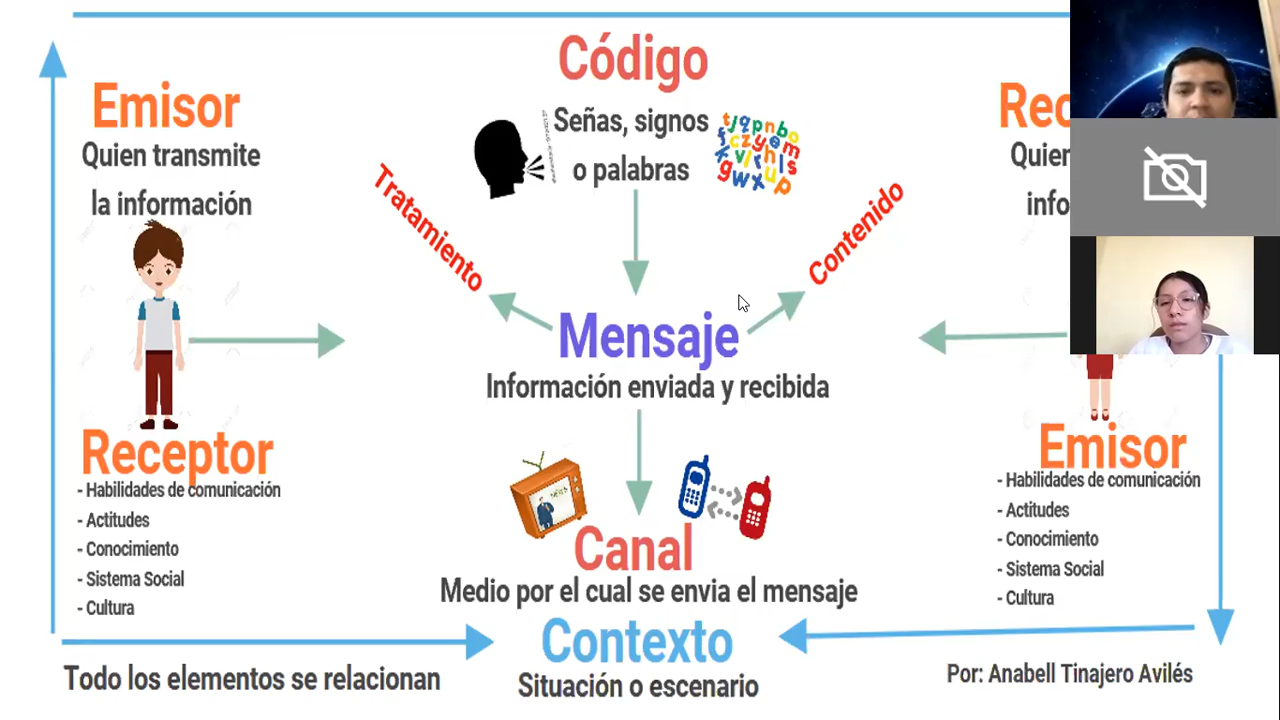 Código
Emisor
Rec
Señas, signos
o palabras
Quien transmite
la información
Quien
info
Tratamiento
Contenido
Mensaje
Información enviada y recibida
Receptor
- Habilidades de comunicación
- Actitudes
- Conocimiento
- Sistema Social
- Cultura
Emisor
- Habilidades de comunicación
- Actitudes
- Conocimiento
- Sistema Social
- Cultura
Canal
Medio por el cual se envia el mensaje
Contexto
Situación o escenario
Todo los elementos se relacionan
Por: Anabell Tinajero Avilés